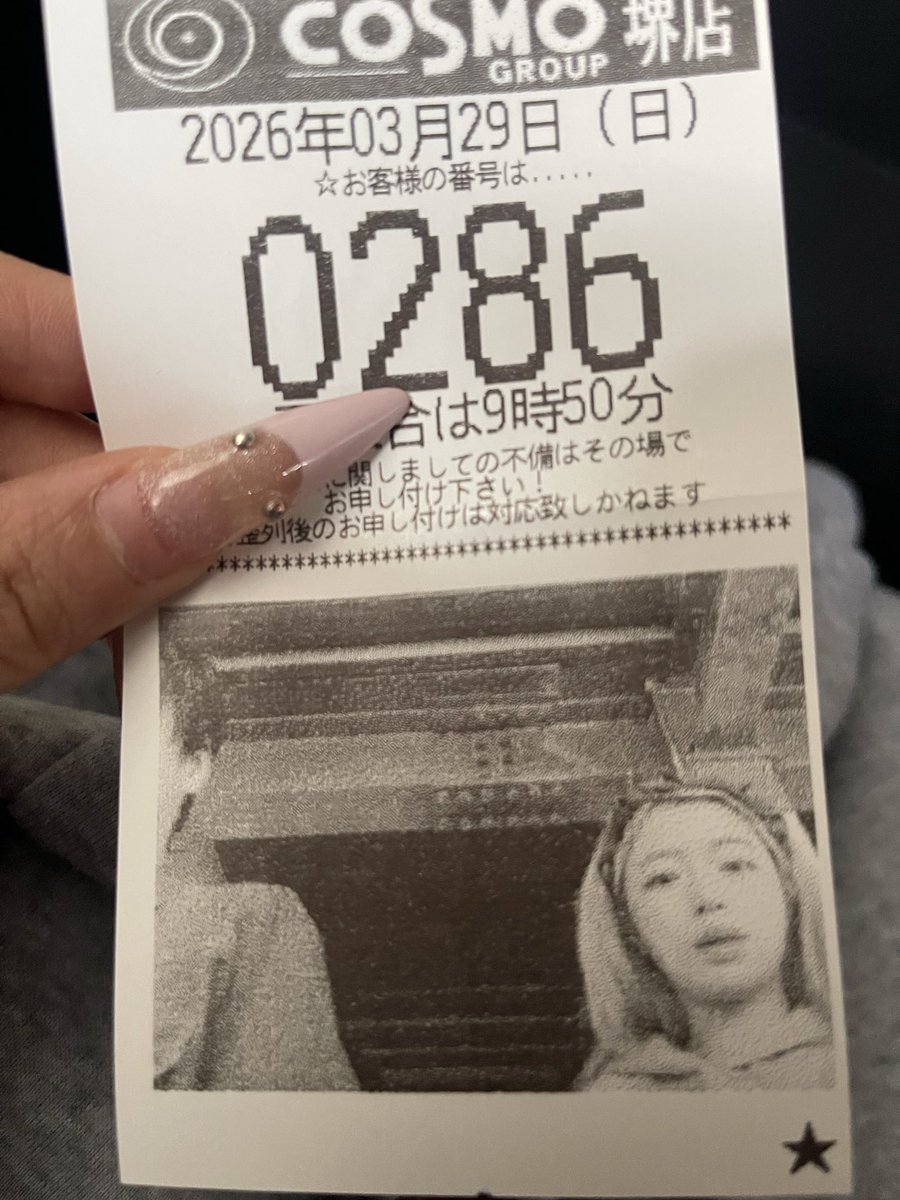 COSMO 堺店
GROUP
2026年03月29日(日)
☆お客様の番号は.....
0286
合は9時50分
に関しましての不備はその場で
お申し付け下さい!
整列後のお申し付けは対応致しかねます